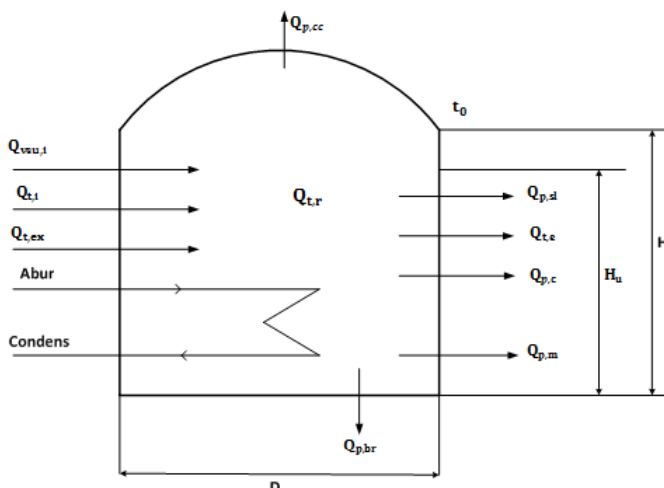 Q_p,cc
t_0
Q_vsu,i
Q_t,i
Q_t,r
Q_p,sl
Q_t,ex
Q_t,e
Abur
Q_p,c
H_u
H
Condens
Q_p,m
Q_p,br
D